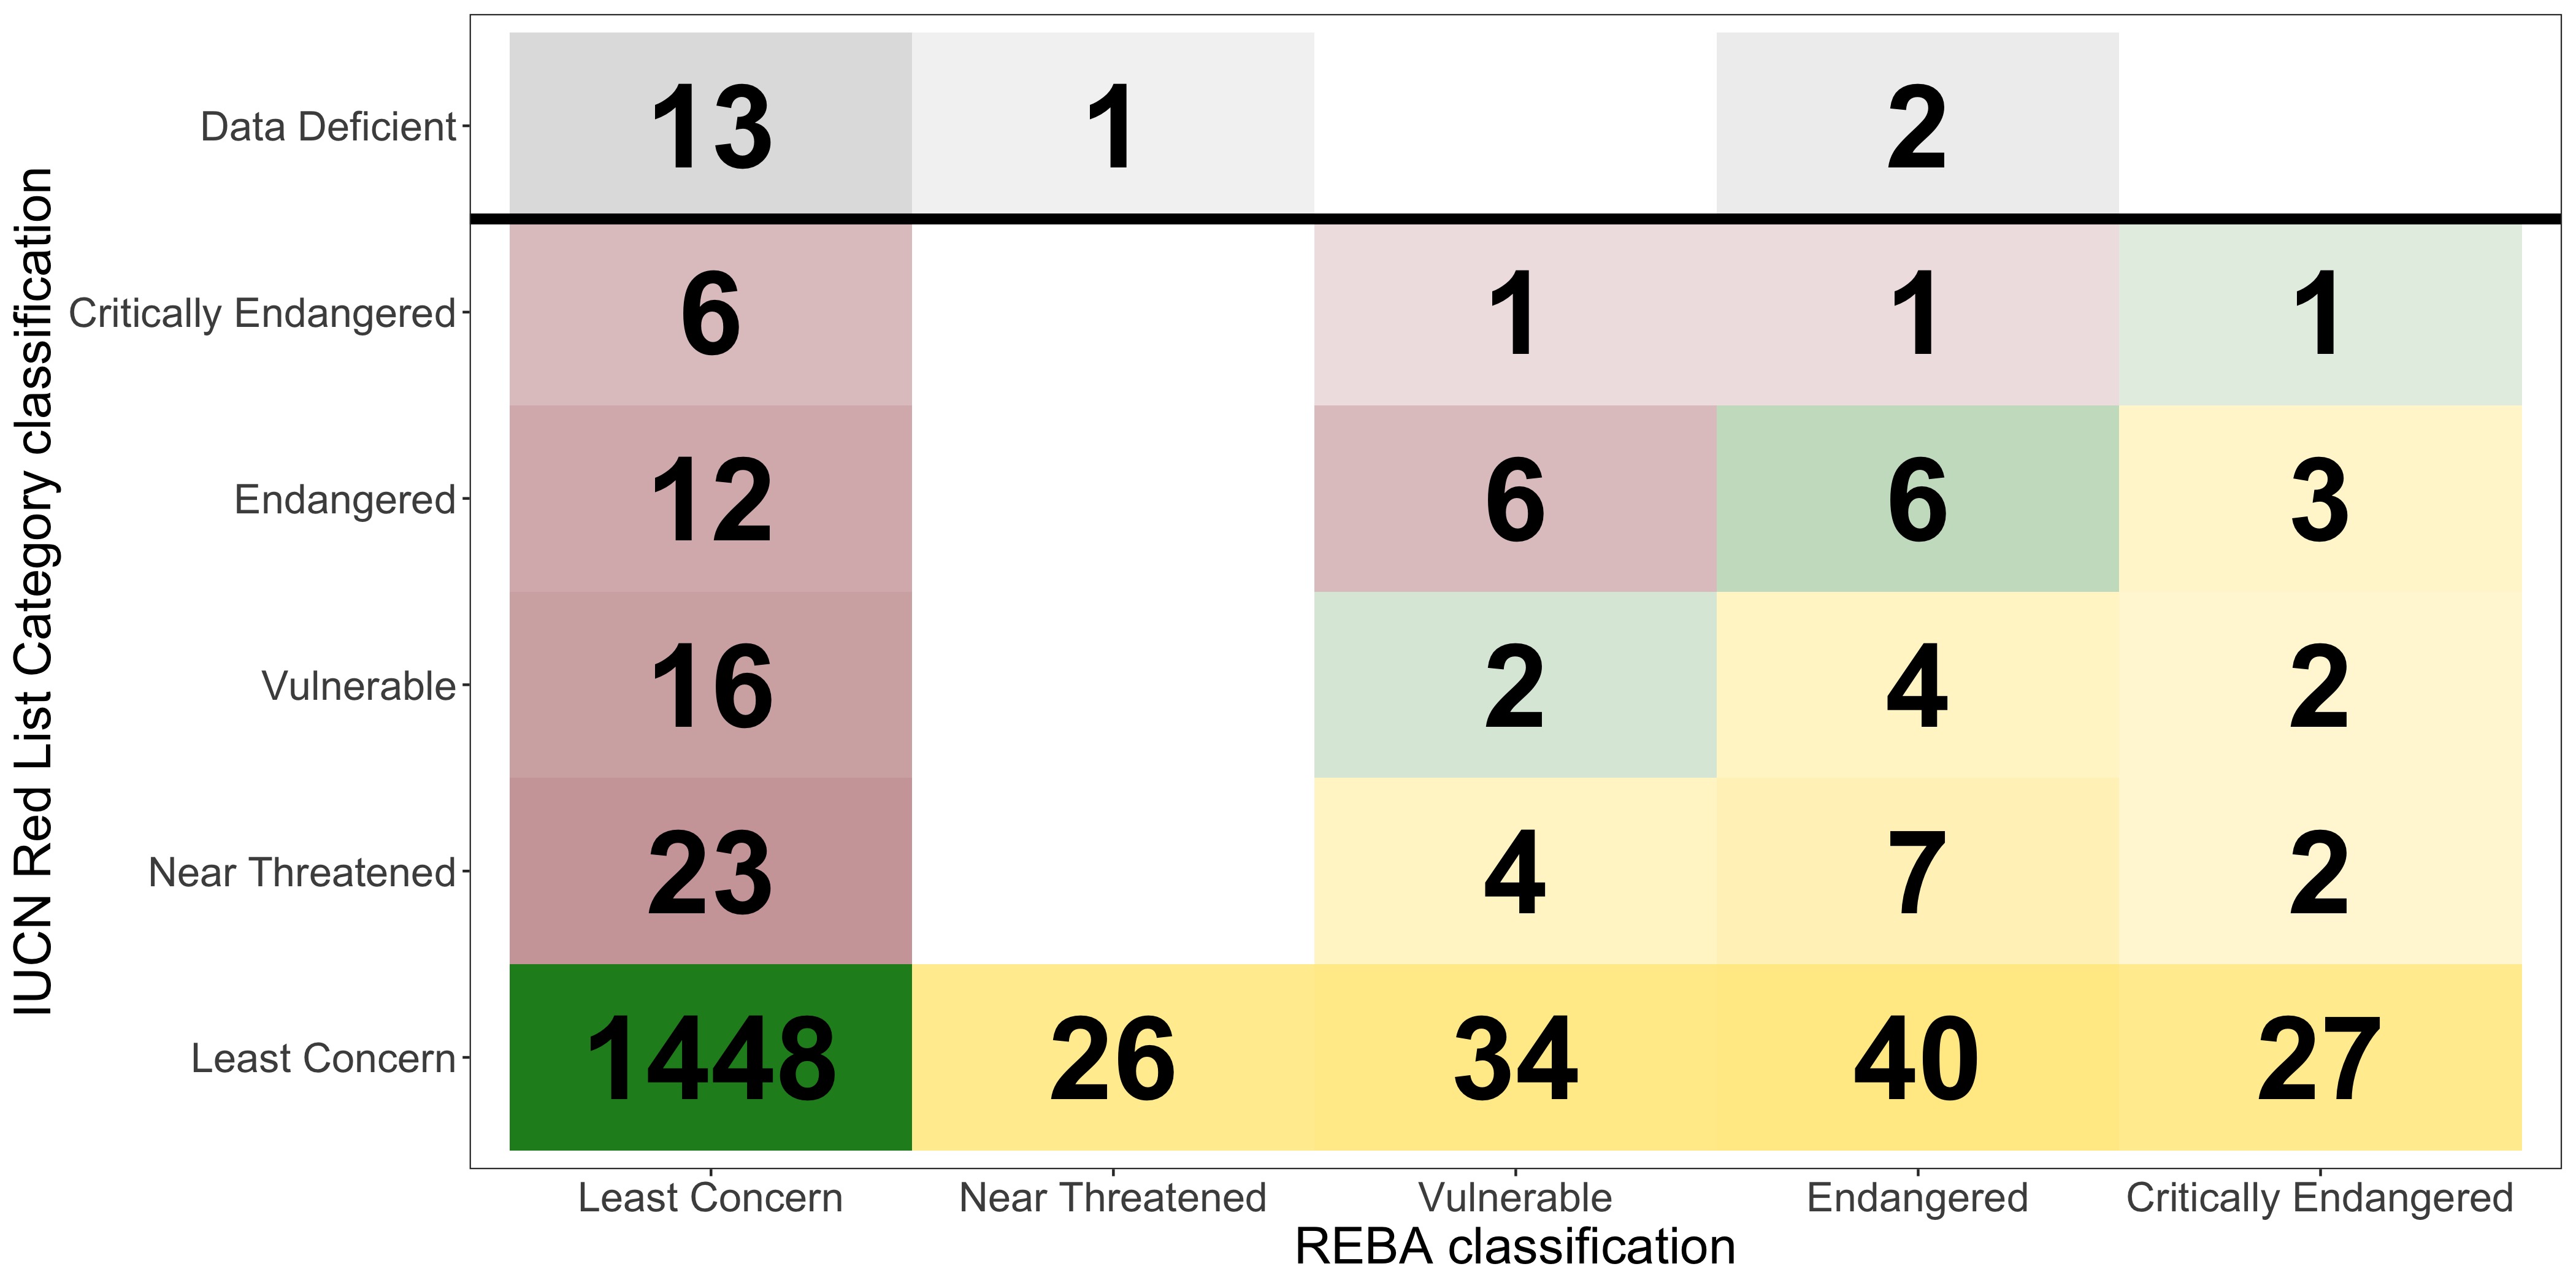 IUCN Red List Category classification
Data Deficient 13 1 2
Critically Endangered 6 1 1 1
Endangered 12 6 6 3
Vulnerable 16 2 4 2
Near Threatened 23 4 7 2
Least Concern 1448 26 34 40 27
Least Concern Near Threatened Vulnerable Endangered Critically Endangered
REBA classification